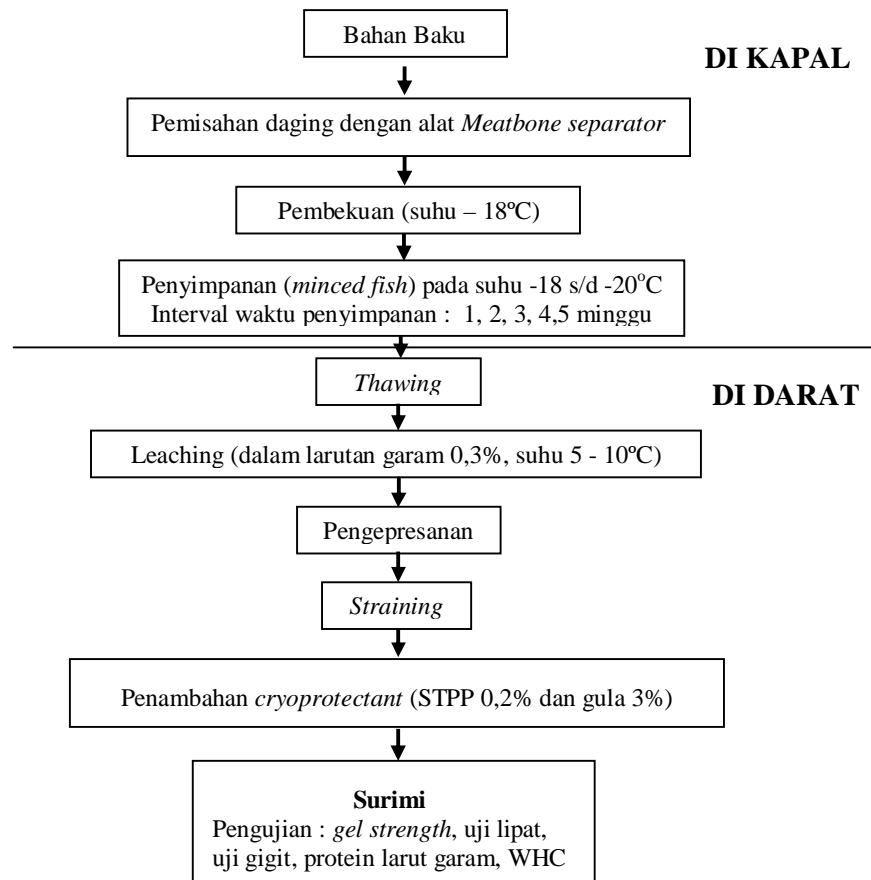 Bahan Baku
DI KAPAL
Pemisahan daging dengan alat Meatbone separator
Pembekuan (suhu – 18ºC)
Penyimpanan (minced fish) pada suhu -18 s/d -20°C
Interval waktu penyimpanan : 1, 2, 3, 4,5 minggu
Thawing
DI DARAT
Leaching (dalam larutan garam 0,3%, suhu 5 - 10ºC)
Pengepresanan
Straining
Penambahan cryoprotectant (STPP 0,2% dan gula 3%)
Surimi
Pengujian : gel strength, uji lipat,
uji gigit, protein larut garam, WHC